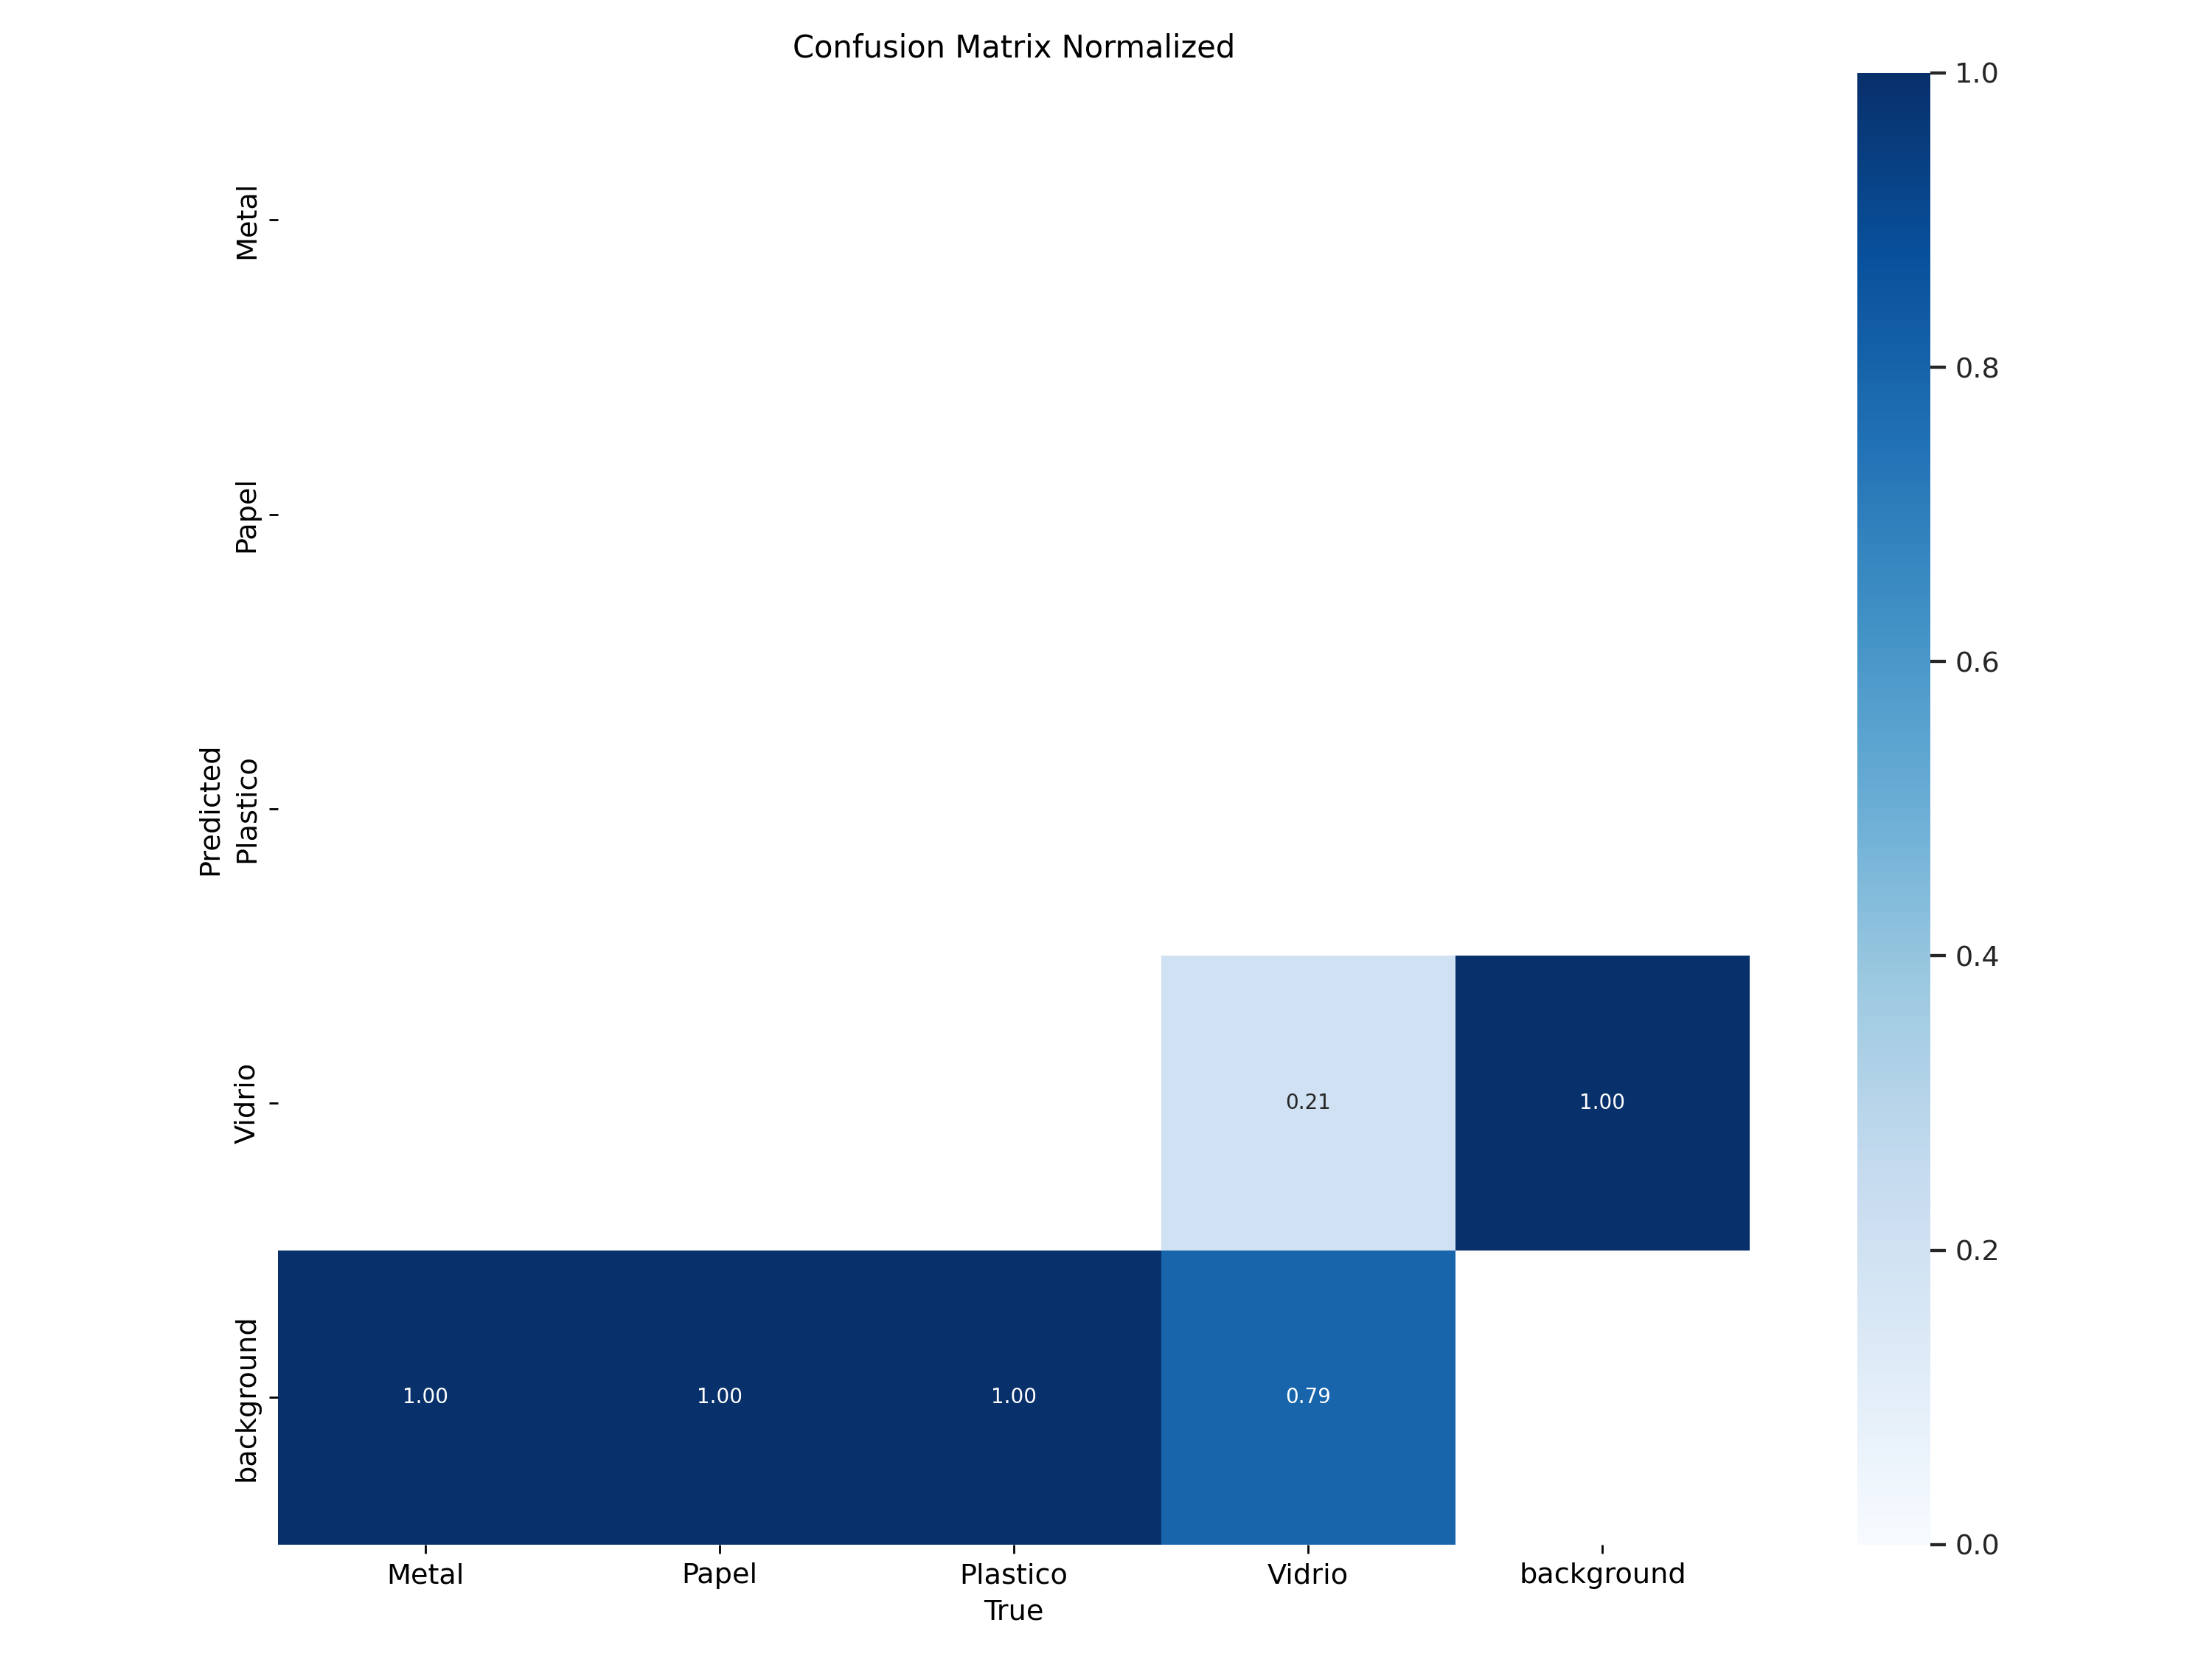 Confusion Matrix Normalized
1.0
0.8
0.6
0.4
0.2
0.0
Predicted
Metal
Papel
Plastico
Vidrio
background
0.21
1.00
1.00
1.00
1.00
0.79
Metal
Papel
Plastico
Vidrio
background
True